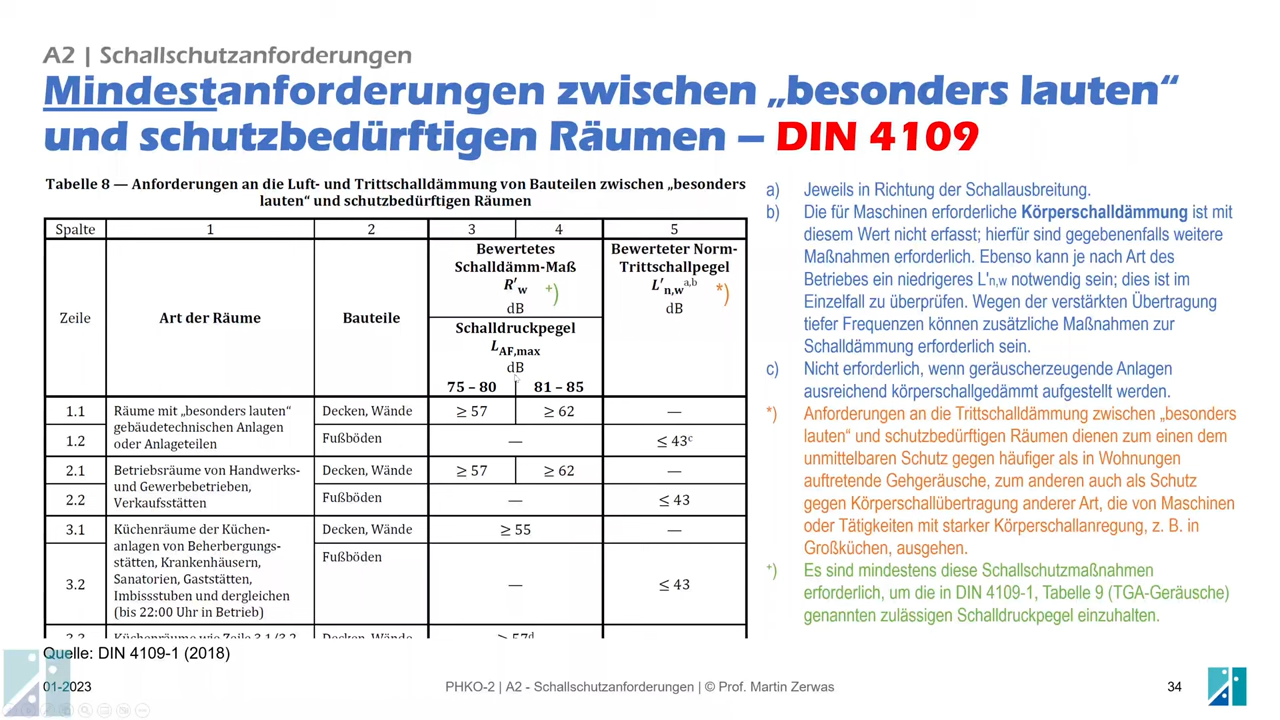 A2 | Schallschutzanforderungen
Mindestanforderungen zwischen „besonders lauten“
und schutzbedürftigen Räumen – DIN 4109
Tabelle 8 — Anforderungen an die Luft- und Trittschalldämmung von Bauteilen zwischen „besonders
lauten“ und schutzbedürftigen Räumen
Spalte 1 2 3 4 5
Zeile Art der Räume Bauteile
Bewertetes
Schalldämm-Maß
R′w +)
dB
Schalldruckpegel
LAF,max
dB
75 – 80 81 – 85
Bewerteter Norm-
Trittschallpegel
L′n,w a,b *)
dB
1.1 Räume mit „besonders lauten“ Decken, Wände ≥ 57 ≥ 62 —
gebäudetechnischen Anlagen
1.2 oder Anlageteilen Fußböden — ≤ 43c
2.1 Betriebsräume von Handwerks- Decken, Wände ≥ 57 ≥ 62 —
und Gewerbebetrieben,
2.2 Verkaufsstätten Fußböden — ≤ 43
3.1 Küchenräume der Küchen- Decken, Wände ≥ 55 —
anlagen von Beherbergungs-
stätten, Krankenhäusern, Fußböden
3.2 Sanatorien, Gaststätten, — ≤ 43
Imbissstuben und dergleichen
(bis 22:00 Uhr in Betrieb)
3.3 Küchenräume wie Zeile 3.1/3.2 Decken, Wände ≥ 57d
a) Jeweils in Richtung der Schallausbreitung.
b) Die für Maschinen erforderliche Körperschalldämmung ist mit
diesem Wert nicht erfasst; hierfür sind gegebenenfalls weitere
Maßnahmen erforderlich. Ebenso kann je nach Art des
Betriebes ein niedrigeres L'n,w notwendig sein; dies ist im
Einzelfall zu überprüfen. Wegen der verstärkten Übertragung
tiefer Frequenzen können zusätzliche Maßnahmen zur
Schalldämmung erforderlich sein.
c) Nicht erforderlich, wenn geräuscherzeugende Anlagen
ausreichend körperschallgedämmt aufgestellt werden.
*) Anforderungen an die Trittschalldämmung zwischen „besonders
lauten“ und schutzbedürftigen Räumen dienen zum einen dem
unmittelbaren Schutz gegen häufiger als in Wohnungen
auftretende Gehgeräusche, zum anderen auch als Schutz
gegen Körperschallübertragung anderer Art, die von Maschinen
oder Tätigkeiten mit starker Körperschallanregung, z. B. in
Großküchen, ausgehen.
+) Es sind mindestens diese Schallschutzmaßnahmen
erforderlich, um die in DIN 4109-1, Tabelle 9 (TGA-Geräusche)
genannten zulässigen Schalldruckpegel einzuhalten.
Quelle: DIN 4109-1 (2018)
01-2023 PHKO-2 | A2 - Schallschutzanforderungen | © Prof. Martin Zerwas 34